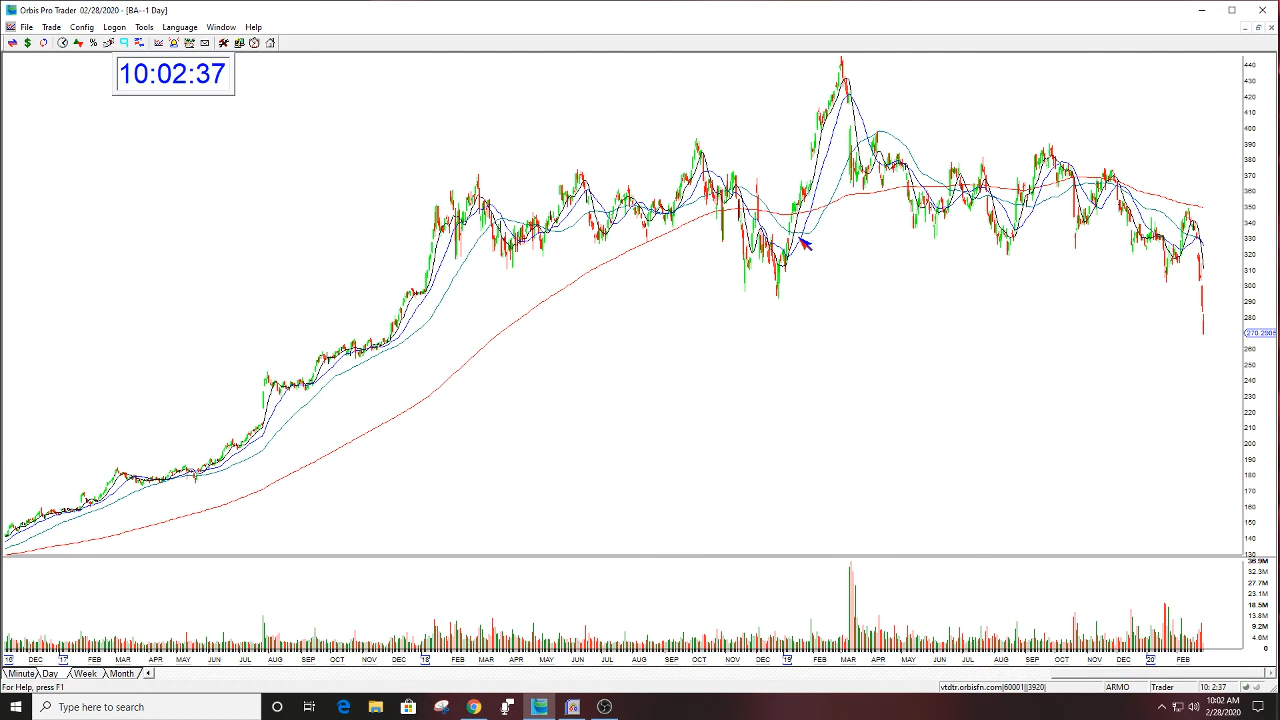 Orbis Pro Trader 02/28/2020 - [BA--1 Day]
File Trade Config Logon Tools Language Window Help
10:02:37
440
430
420
410
400
390
380
370
360
350
340
330
320
310
300
290
280
270.2905
260
250
240
230
220
210
200
190
180
170
160
150
140
130
36.9M
32.3M
27.7M
23.1M
18.5M
13.8M
9.2M
4.6M
0
16 DEC 17 FEB MAR APR MAY JUN JUL AUG SEP OCT NOV DEC 18 FEB MAR APR MAY JUN JUL AUG SEP OCT NOV DEC 19 FEB MAR APR MAY JUN JUL AUG SEP OCT NOV DEC 20 FEB
Minute Day Week Month
For Help, press F1
vtdtr.orbisfn.com|60001||3920| ARMO Trader 10: 2:37
Type here to search
10:02 AM
2/28/2020